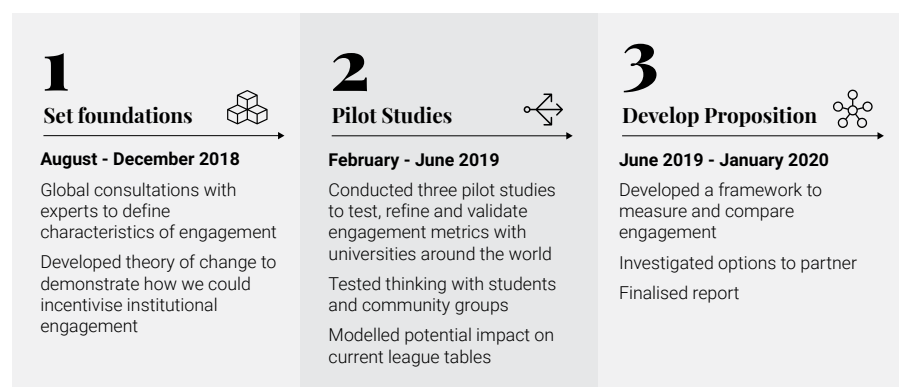 1
Set foundations
August - December 2018
Global consultations with
experts to define
characteristics of engagement
Developed theory of change to
demonstrate how we could
incentivise institutional
engagement
2
Pilot Studies
February - June 2019
Conducted three pilot studies
to test, refine and validate
engagement metrics with
universities around the world
Tested thinking with students
and community groups
Modelled potential impact on
current league tables
3
Develop Proposition
June 2019 - January 2020
Developed a framework to
measure and compare
engagement
Investigated options to partner
Finalised report